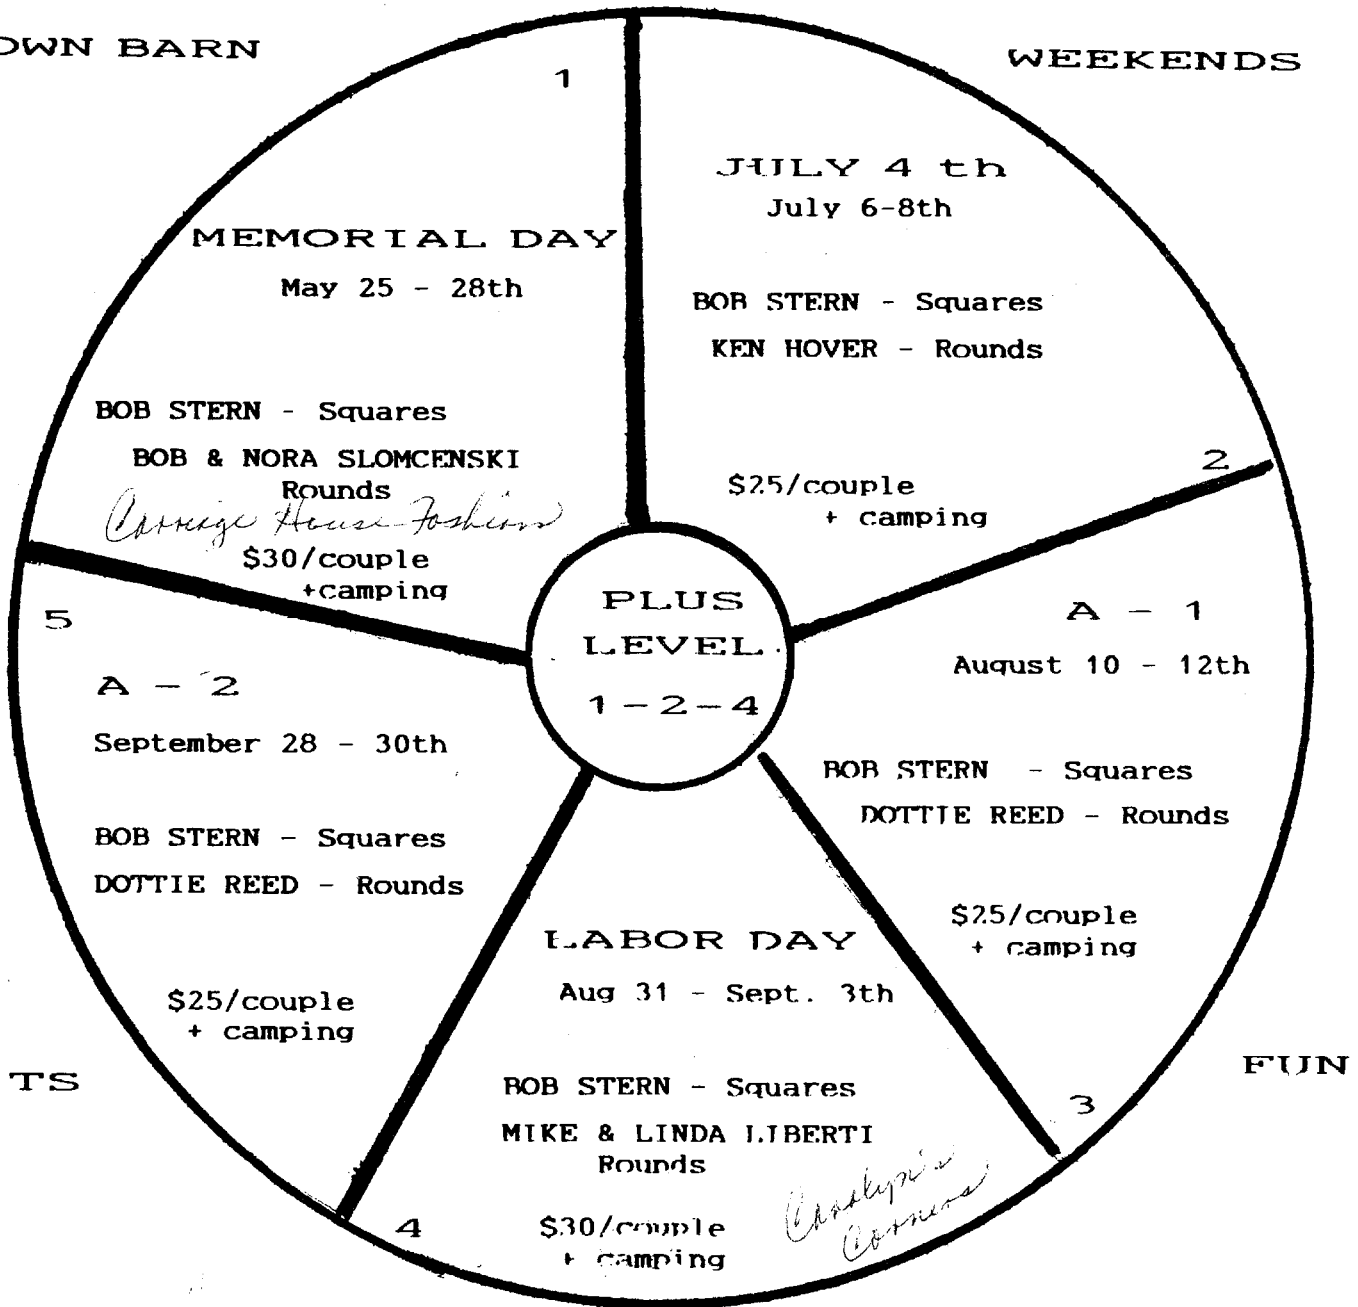 OWN BARN
WEEKENDS
1
MEMORIAL DAY
May 25 - 28th
BOB STERN - Squares
BOB & NORA SLOMCENSKI
Rounds
Carriage House Fashion
$30/couple
+camping
JULY 4 th
July 6-8th
BOB STERN - Squares
KEN HOVER - Rounds
$25/couple
+ camping
2
PLUS
LEVEL
1-2-4
A - 1
August 10 - 12th
BOB STERN - Squares
DOTTIE REED - Rounds
$25/couple
+ camping
3
LABOR DAY
Aug 31 - Sept. 3th
BOB STERN - Squares
MIKE & LINDA LIBERTI
Rounds
Carolyn's
Corners
$30/couple
+ camping
4
5
A - 2
September 28 - 30th
BOB STERN - Squares
DOTTIE REED - Rounds
$25/couple
+ camping
TS
FUN